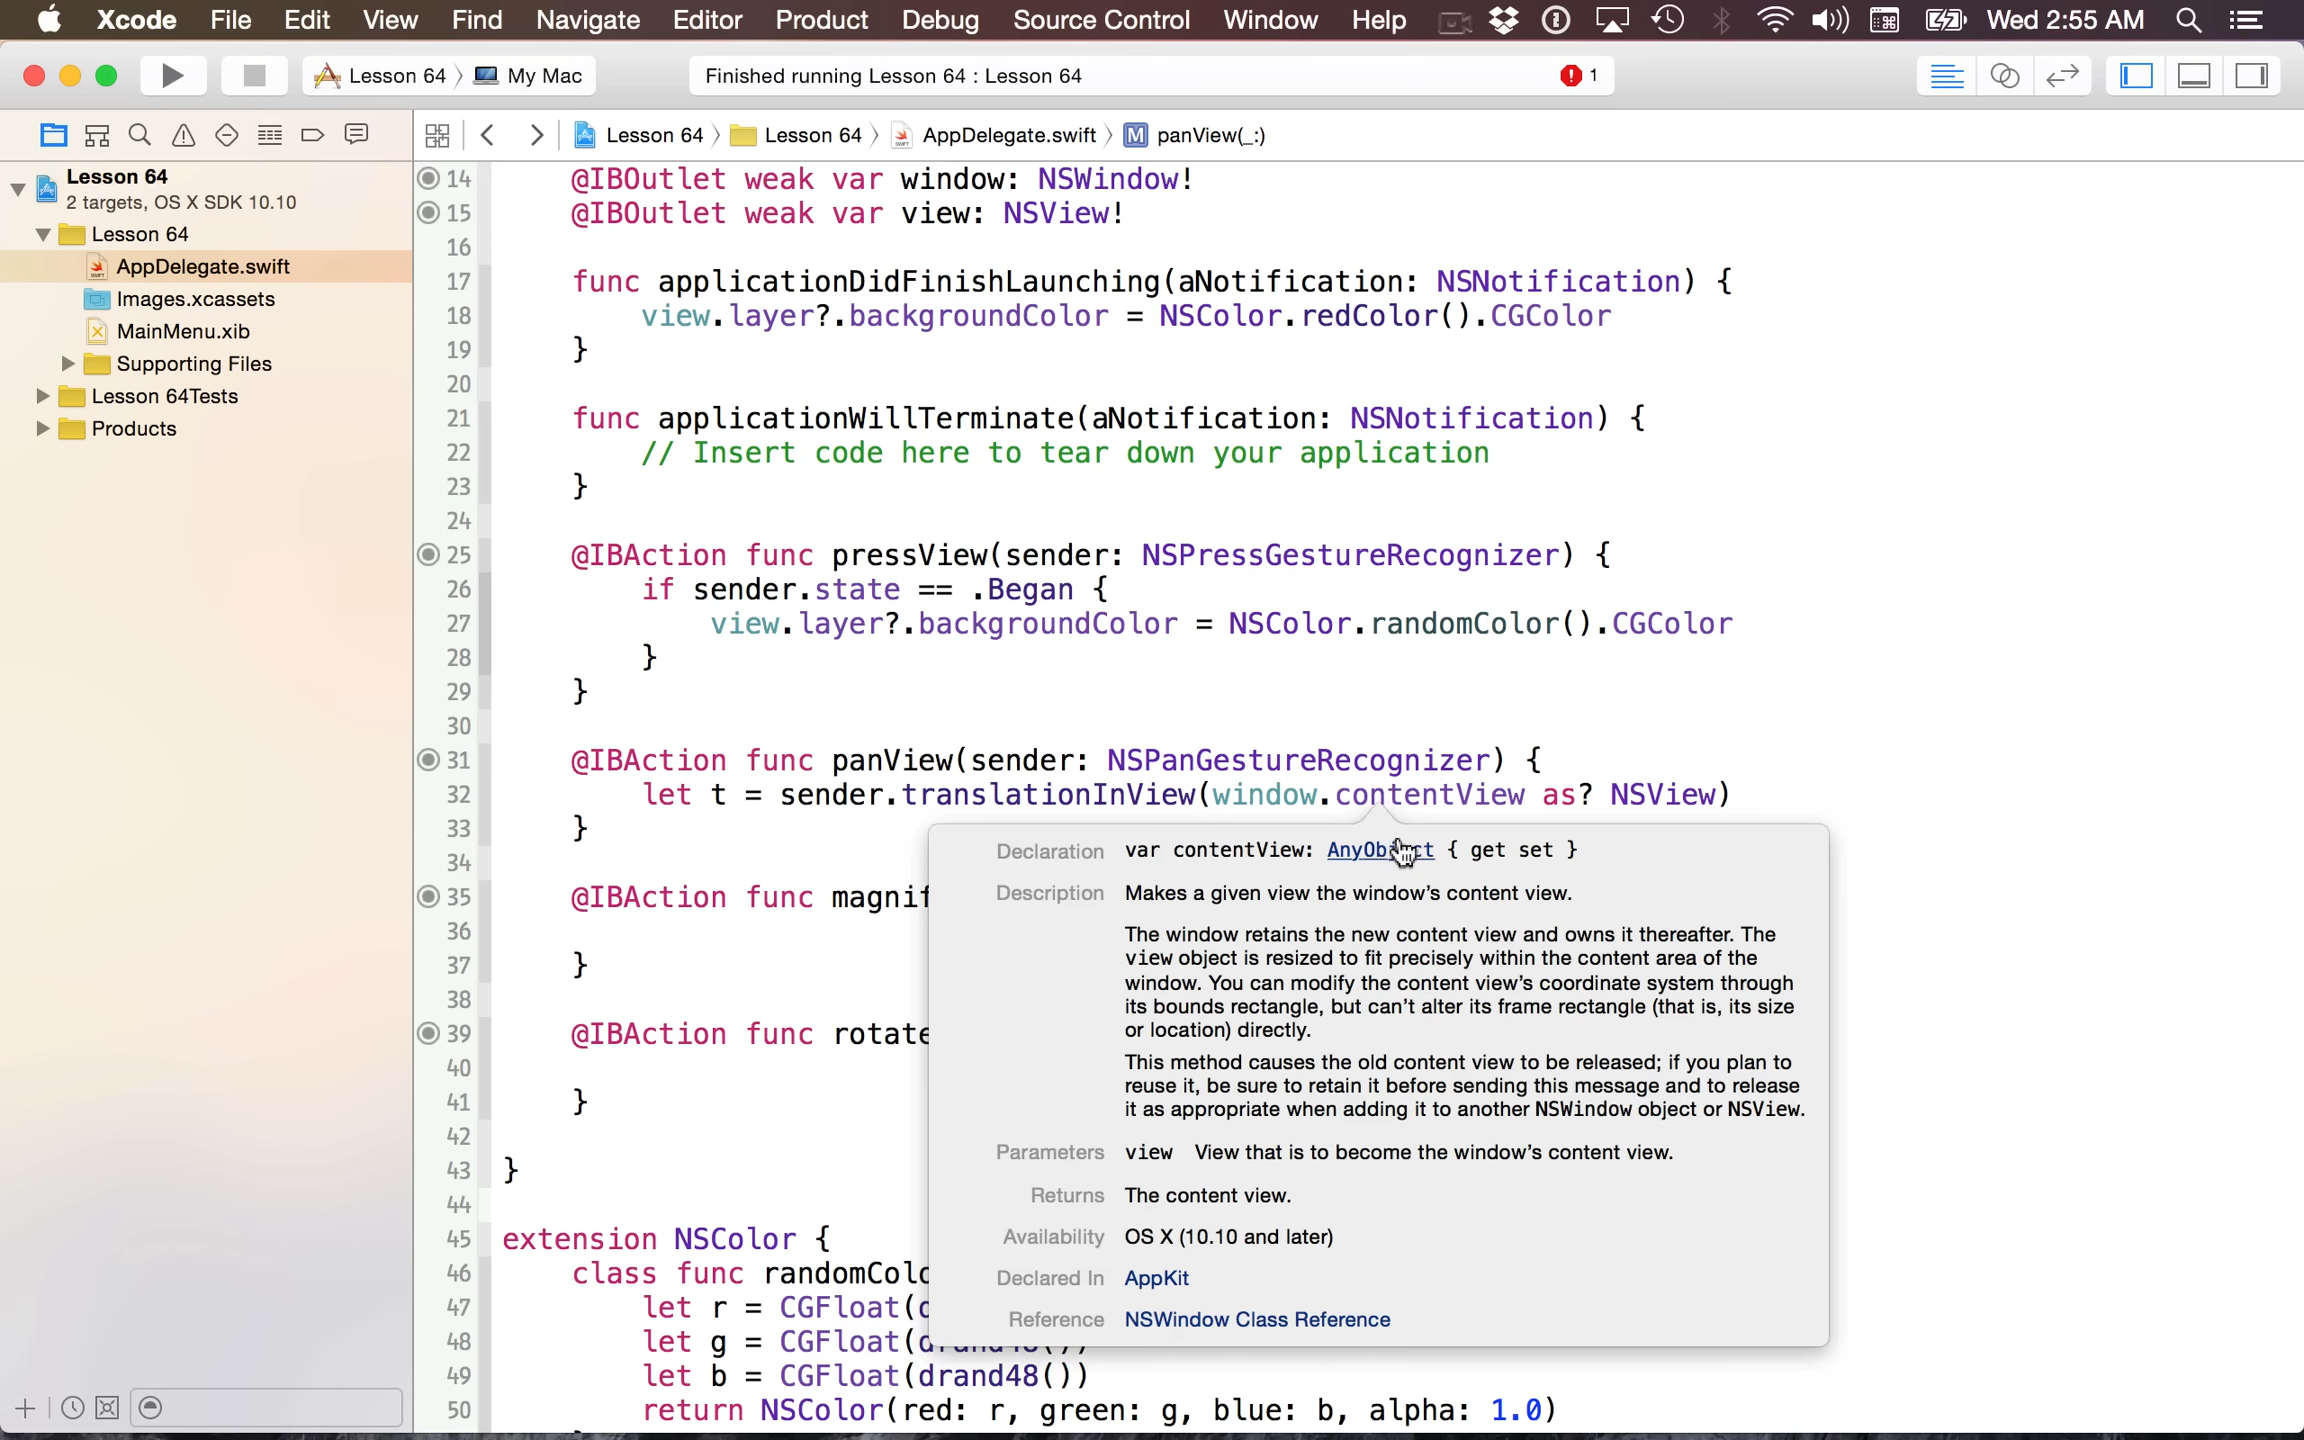 Xcode File Edit View Find Navigate Editor Product Debug Source Control Window Help Wed 2:55 AM
Lesson 64 My Mac Finished running Lesson 64 : Lesson 64 1
Lesson 64 Lesson 64 AppDelegate.swift M panView(_:)
Lesson 64
2 targets, OS X SDK 10.10
Lesson 64
AppDelegate.swift
Images.xcassets
MainMenu.xib
Supporting Files
Lesson 64Tests
Products
14 @IBOutlet weak var window: NSWindow!
15 @IBOutlet weak var view: NSView!
16
17 func applicationDidFinishLaunching(aNotification: NSNotification) {
18 view.layer?.backgroundColor = NSColor.redColor().CGColor
19 }
20
21 func applicationWillTerminate(aNotification: NSNotification) {
22 // Insert code here to tear down your application
23 }
24
25 @IBAction func pressView(sender: NSPressGestureRecognizer) {
26 if sender.state == .Began {
27 view.layer?.backgroundColor = NSColor.randomColor().CGColor
28 }
29 }
30
31 @IBAction func panView(sender: NSPanGestureRecognizer) {
32 let t = sender.translationInView(window.contentView as? NSView)
33 }
34
35 @IBAction func magnif
36
37 }
38
39 @IBAction func rotate
40
41 }
42
43 }
44
45 extension NSColor {
46 class func randomColo
47 let r = CGFloat(d
48 let g = CGFloat(drand48())
49 let b = CGFloat(drand48())
50 return NSColor(red: r, green: g, blue: b, alpha: 1.0)
Declaration var contentView: AnyObject { get set }
Description Makes a given view the window’s content view.
The window retains the new content view and owns it thereafter. The
view object is resized to fit precisely within the content area of the
window. You can modify the content view’s coordinate system through
its bounds rectangle, but can’t alter its frame rectangle (that is, its size
or location) directly.
This method causes the old content view to be released; if you plan to
reuse it, be sure to retain it before sending this message and to release
it as appropriate when adding it to another NSWindow object or NSView.
Parameters view View that is to become the window’s content view.
Returns The content view.
Availability OS X (10.10 and later)
Declared In AppKit
Reference NSWindow Class Reference